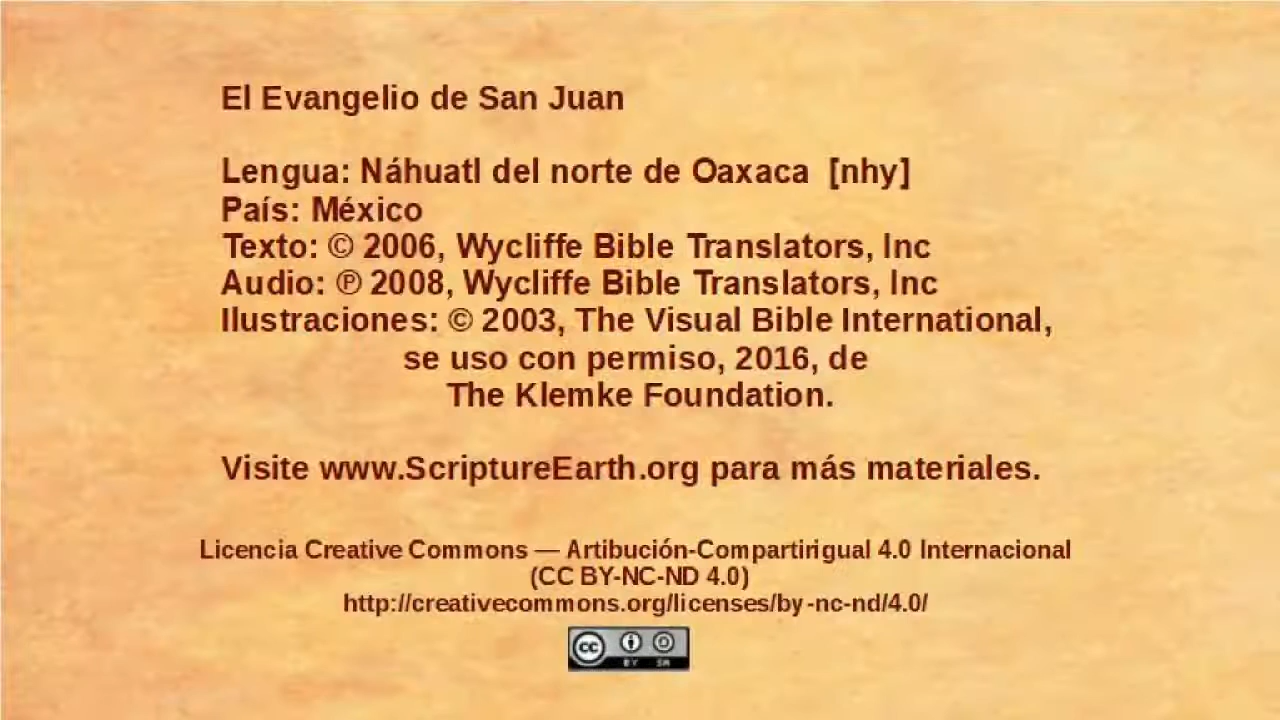 El Evangelio de San Juan
Lengua: Náhuatl del norte de Oaxaca [nhy]
País: México
Texto: © 2006, Wycliffe Bible Translators, Inc
Audio: ℗ 2008, Wycliffe Bible Translators, Inc
Ilustraciones: © 2003, The Visual Bible International,
se uso con permiso, 2016, de
The Klemke Foundation.
Visite www.ScriptureEarth.org para más materiales.
Licencia Creative Commons — Artibución-Compartirigual 4.0 Internacional
(CC BY-NC-ND 4.0)
http://creativecommons.org/licenses/by-nc-nd/4.0/
cc BY SA